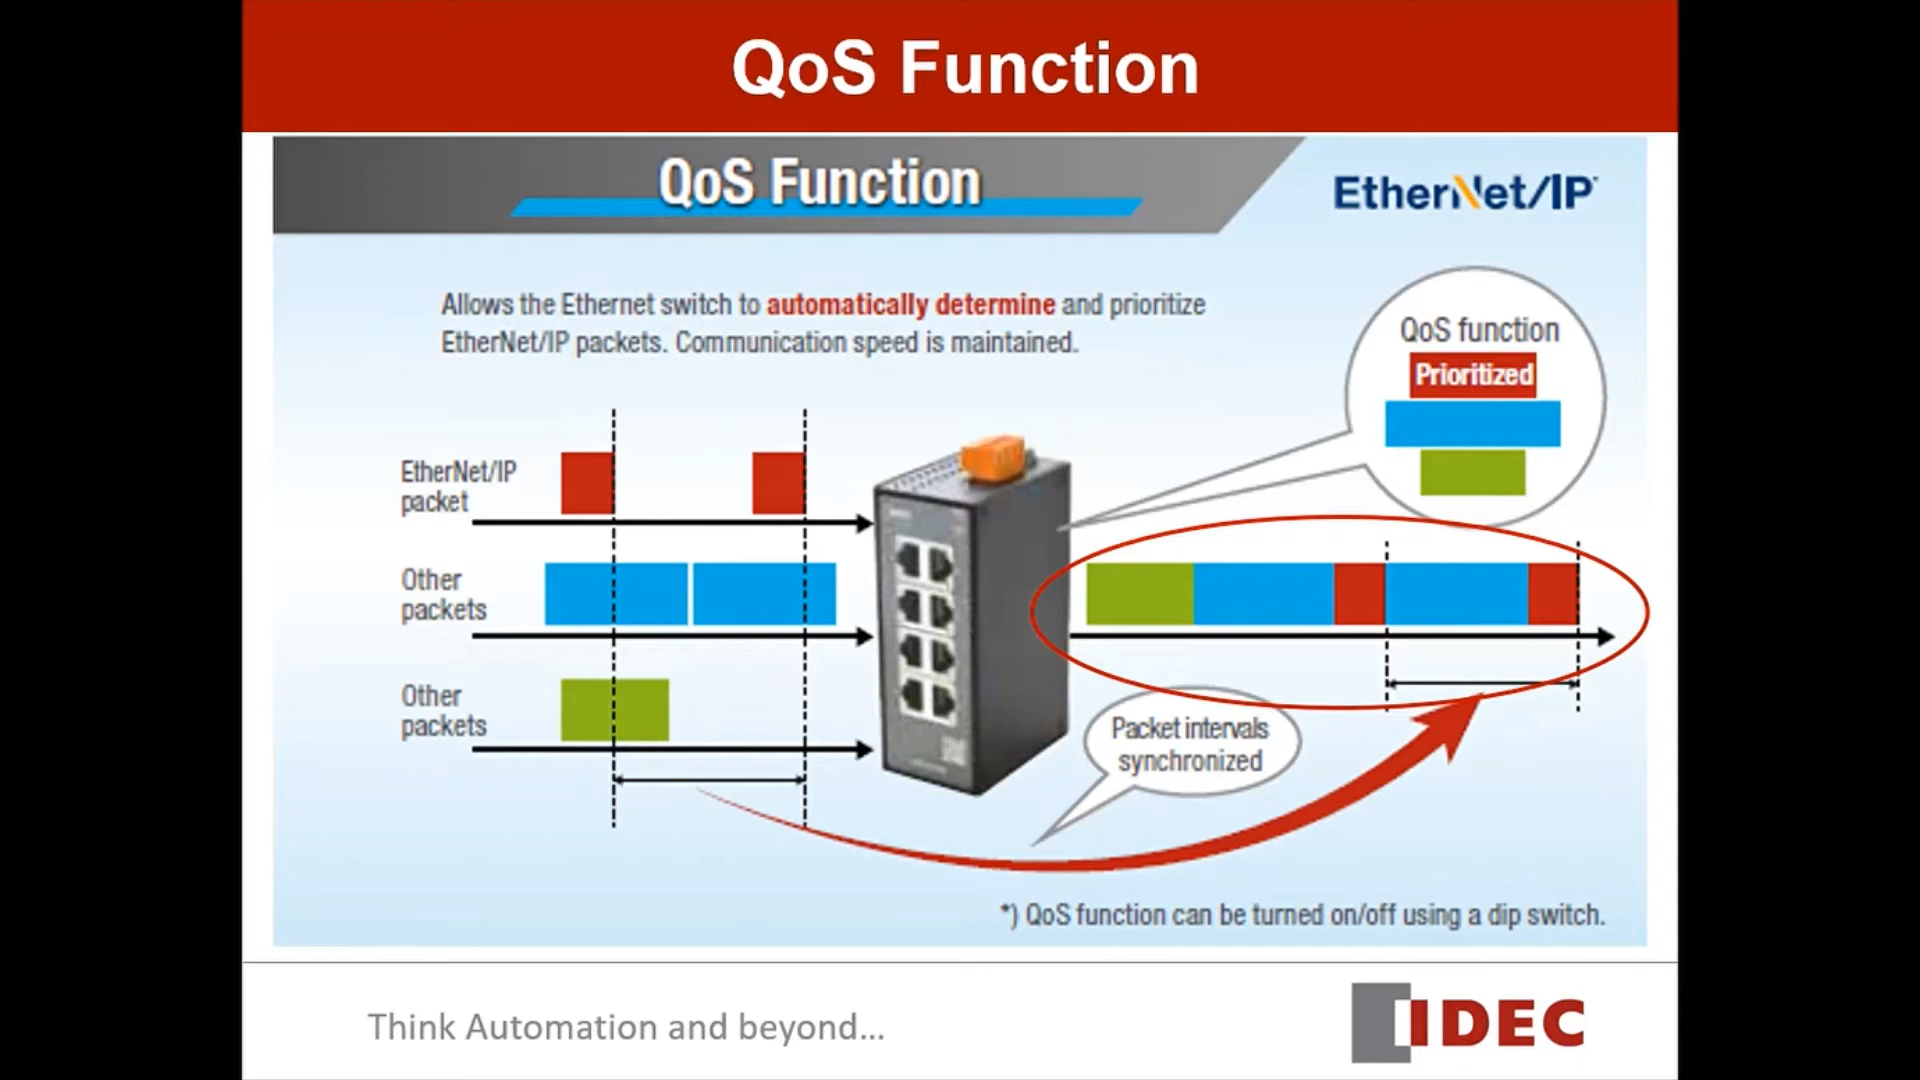 QoS Function
QoS Function
EtherNet/IP
Allows the Ethernet switch to automatically determine and prioritize
EtherNet/IP packets. Communication speed is maintained.
QoS function
Prioritized
EtherNet/IP
packet
Other
packets
Other
packets
Packet intervals
synchronized
*) QoS function can be turned on/off using a dip switch.
Think Automation and beyond...
IDEC